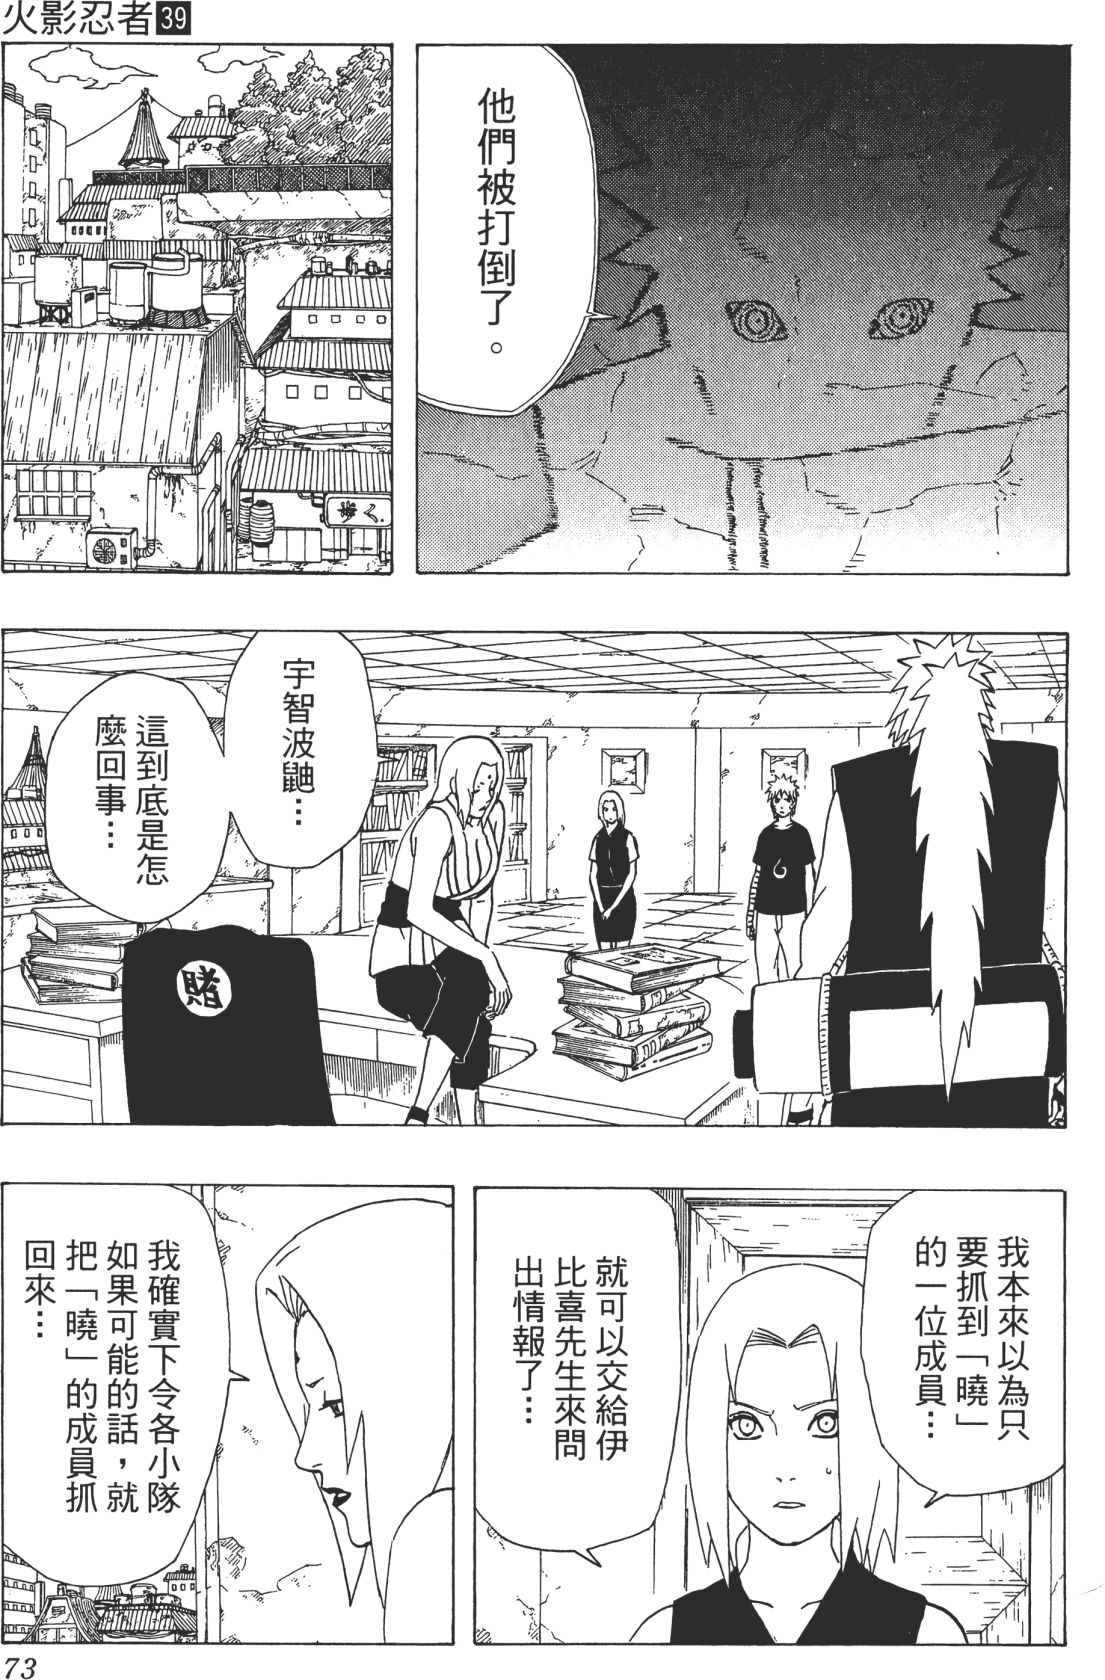 火影忍者39
他們被打倒了。
歩く
宇智波鼬…
這到底是怎
麼回事…
賭
我本來以為只
要抓到「曉」
的一位成員…
就可以交給伊
比喜先生來問
出情報了…
我確實下令各小隊
如果可能的話，就
把「曉」的成員抓
回來…
73